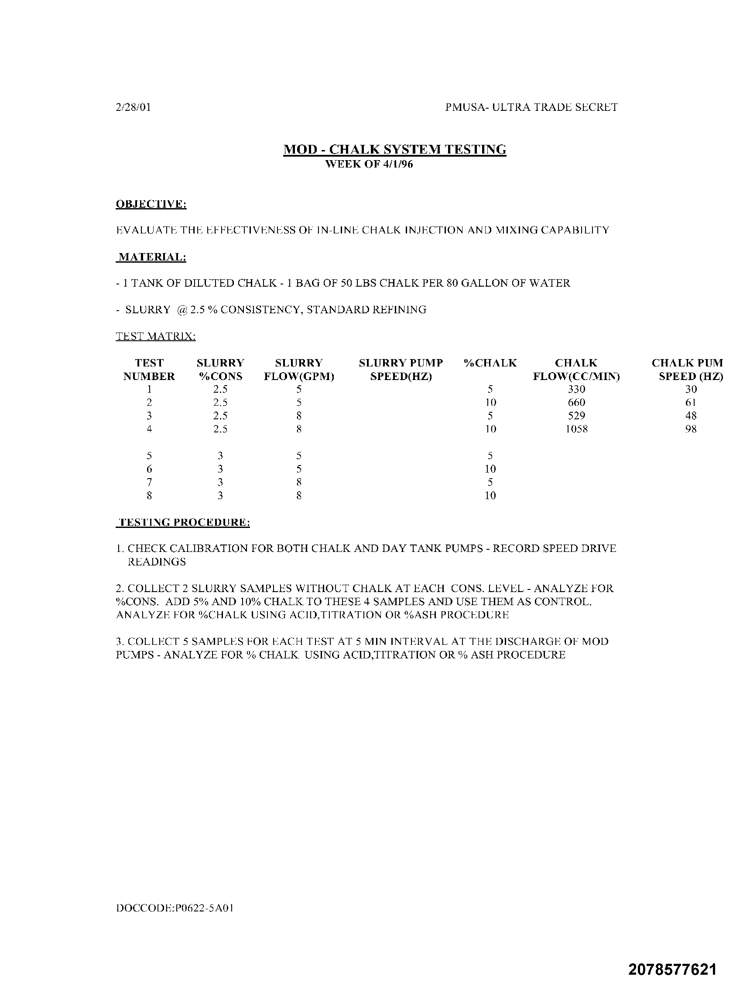 2/28/01 PMUSA- ULTRA TRADE SECRET
MOD - CHALK SYSTEM TESTING
WEEK OF 4/1/96
OBJECTIVE:
EVALUATE THE EFFECTIVENESS OF IN-LINE CHALK INJECTION AND MIXING CAPABILITY
MATERIAL:
- 1 TANK OF DILUTED CHALK - 1 BAG OF 50 LBS CHALK PER 80 GALLON OF WATER
- SLURRY @ 2.5 % CONSISTENCY, STANDARD REFINING
TEST MATRIX:
TEST SLURRY SLURRY SLURRY PUMP %CHALK CHALK CHALK PUM
NUMBER %CONS FLOW(GPM) SPEED(HZ) FLOW(CC/MIN) SPEED (HZ)
1 2.5 5 5 330 30
2 2.5 5 10 660 61
3 2.5 8 5 529 48
4 2.5 8 10 1058 98
5 3 5 5
6 3 5 10
7 3 8 5
8 3 8 10
TESTING PROCEDURE:
1. CHECK CALIBRATION FOR BOTH CHALK AND DAY TANK PUMPS - RECORD SPEED DRIVE
READINGS
2. COLLECT 2 SLURRY SAMPLES WITHOUT CHALK AT EACH CONS. LEVEL - ANALYZE FOR
%CONS. ADD 5% AND 10% CHALK TO THESE 4 SAMPLES AND USE THEM AS CONTROL.
ANALYZE FOR %CHALK USING ACID,TITRATION OR %ASH PROCEDURE
3. COLLECT 5 SAMPLES FOR EACH TEST AT 5 MIN INTERVAL AT THE DISCHARGE OF MOD
PUMPS - ANALYZE FOR % CHALK USING ACID,TITRATION OR % ASH PROCEDURE
DOCCODE:P0622-5A01
2078577621